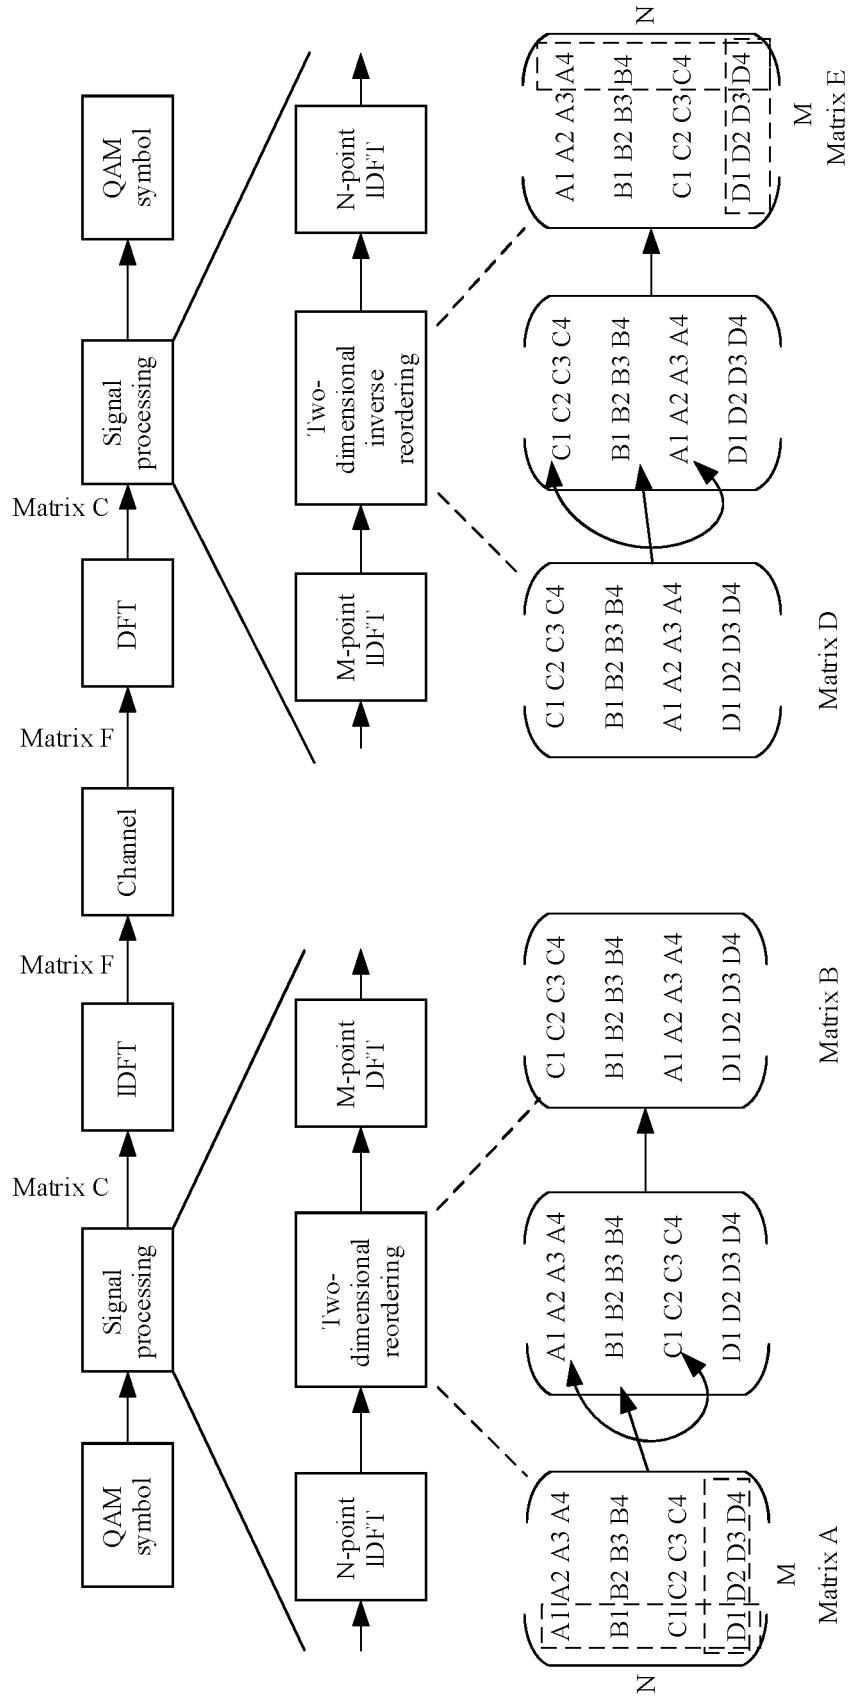 QAM
symbol
Signal
processing
Matrix C
IDFT
Matrix F
Channel
Matrix F
DFT
Matrix C
Signal
processing
QAM
symbol
N-point
IDFT
Two-
dimensional
reordering
M-point
DFT
M-point
IDFT
Two-
dimensional
inverse
reordering
N-point
IDFT
N
A1 A2 A3 A4
B1 B2 B3 B4
C1 C2 C3 C4
D1 D2 D3 D4
M
Matrix A
A1 A2 A3 A4
B1 B2 B3 B4
C1 C2 C3 C4
D1 D2 D3 D4
C1 C2 C3 C4
B1 B2 B3 B4
A1 A2 A3 A4
D1 D2 D3 D4
Matrix B
C1 C2 C3 C4
B1 B2 B3 B4
A1 A2 A3 A4
D1 D2 D3 D4
Matrix D
C1 C2 C3 C4
B1 B2 B3 B4
A1 A2 A3 A4
D1 D2 D3 D4
A1 A2 A3 A4
B1 B2 B3 B4
C1 C2 C3 C4
D1 D2 D3 D4
N
M
Matrix E